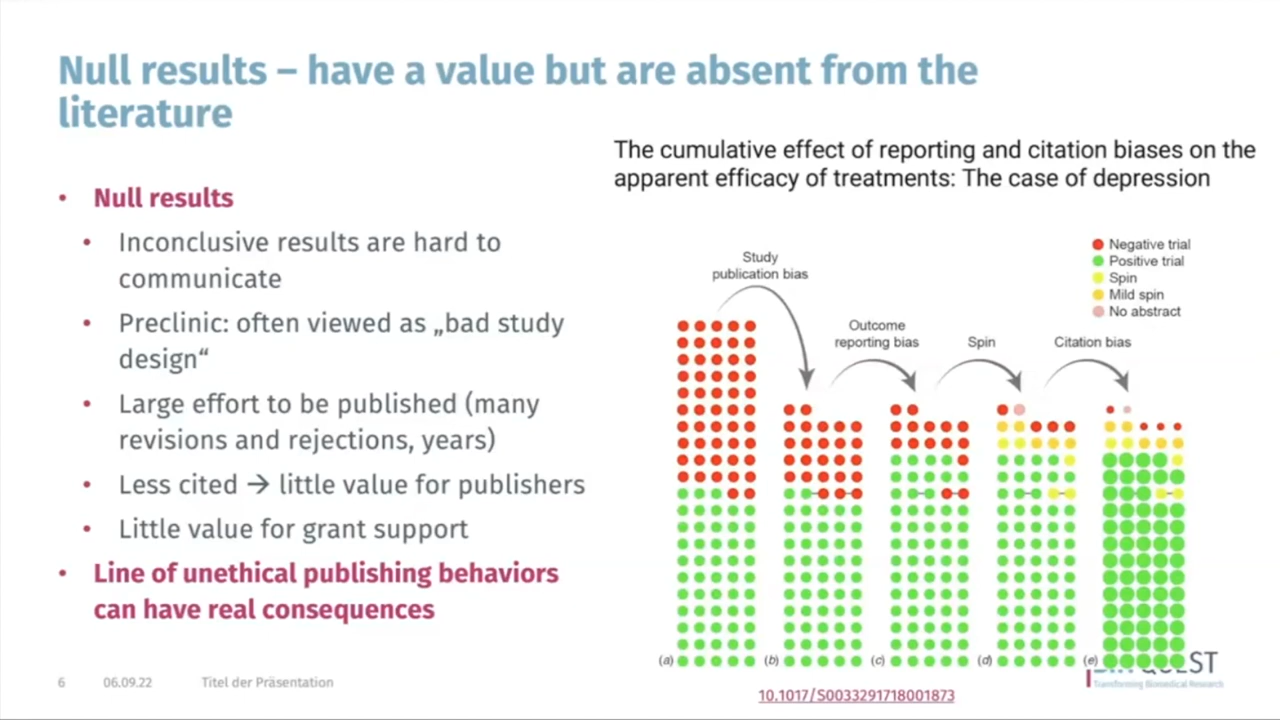 Null results – have a value but are absent from the
literature
The cumulative effect of reporting and citation biases on the
apparent efficacy of treatments: The case of depression
• Null results
• Inconclusive results are hard to
communicate
• Preclinic: often viewed as „bad study
design“
• Large effort to be published (many
revisions and rejections, years)
• Less cited → little value for publishers
• Little value for grant support
• Line of unethical publishing behaviors
can have real consequences
Negative trial
Positive trial
Spin
Mild spin
No abstract
Study
publication bias
Outcome
reporting bias
Spin
Citation bias
(a)
(b)
(c)
(d)
(e)
6
06.09.22
Titel der Präsentation
10.1017/S0033291718001873
Transforming Biomedical Research